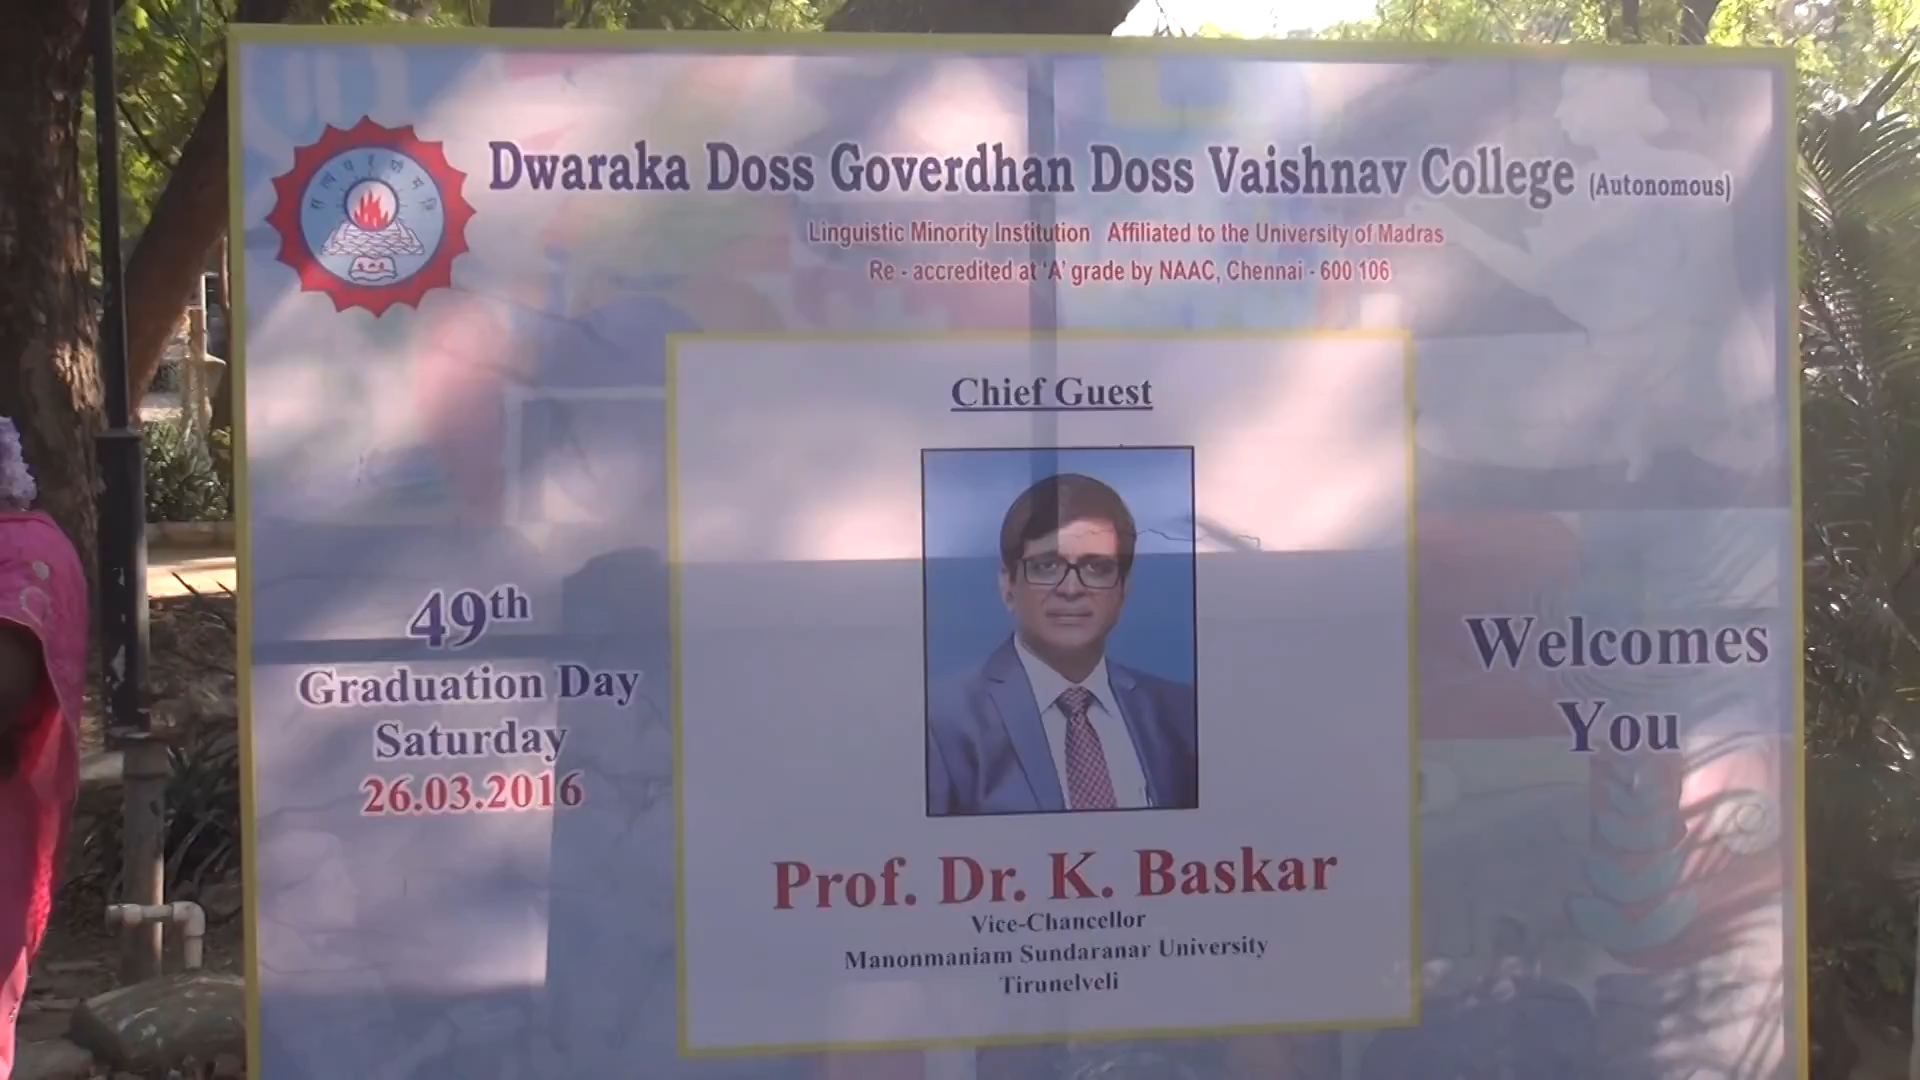 Dwaraka Doss Goverdhan Doss Vaishnav College (Autonomous)
Linguistic Minority Institution Affiliated to the University of Madras
Re - accredited at 'A' grade by NAAC, Chennai - 600 106
Chief Guest
49th
Graduation Day
Saturday
26.03.2016
Welcomes
You
Prof. Dr. K. Baskar
Vice-Chancellor
Manonmaniam Sundaranar University
Tirunelveli